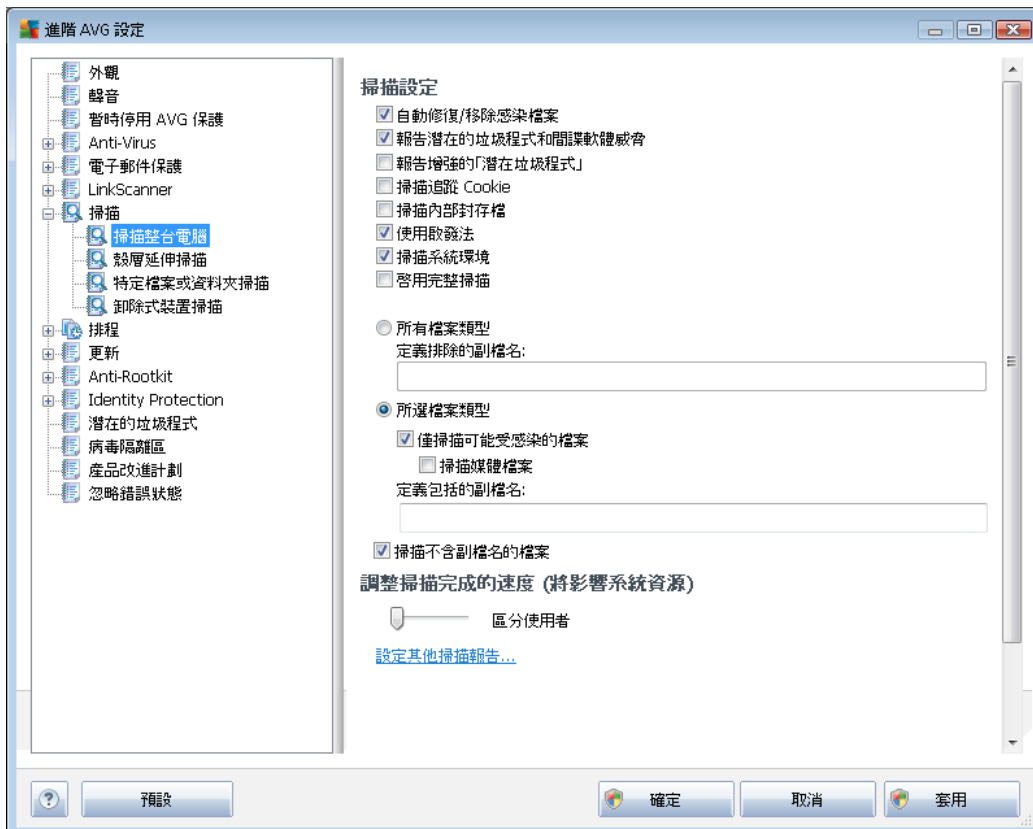 進階 AVG 設定
外觀
聲音
暫時停用 AVG 保護
Anti-Virus
電子郵件保護
LinkScanner
掃描
掃描整台電腦
殼層延伸掃描
特定檔案或資料夾掃描
卸除式裝置掃描
排程
更新
Anti-Rootkit
Identity Protection
潛在的垃圾程式
病毒隔離區
產品改進計劃
忽略錯誤狀態
掃描設定
自動修復/移除感染檔案
報告潛在的垃圾程式和間諜軟體威脅
報告增強的「潛在垃圾程式」
掃描追蹤 Cookie
掃描內部封存檔
使用啟發法
掃描系統環境
啓用完整掃描
所有檔案類型
定義排除的副檔名:
所選檔案類型
僅掃描可能受感染的檔案
掃描媒體檔案
定義包括的副檔名:
掃描不含副檔名的檔案
調整掃描完成的速度 (將影響系統資源)
區分使用者
設定其他掃描報告...
?
預設
確定
取消
套用